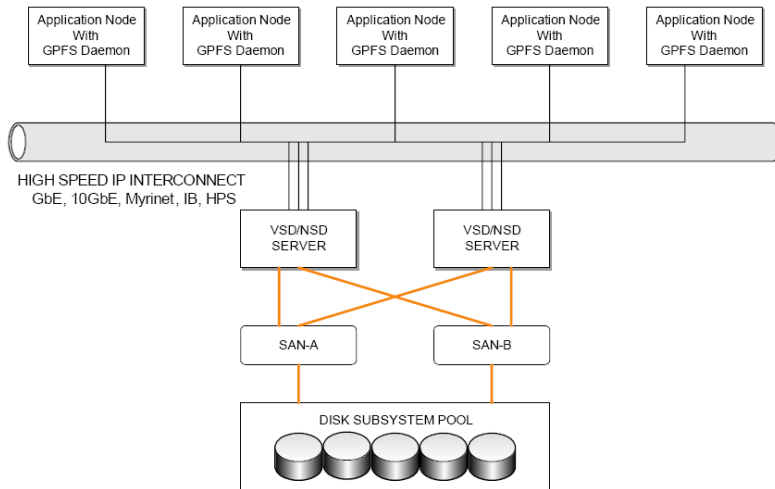 Application Node
With
GPFS Daemon
Application Node
With
GPFS Daemon
Application Node
With
GPFS Daemon
Application Node
With
GPFS Daemon
Application Node
With
GPFS Daemon
HIGH SPEED IP INTERCONNECT
GbE, 10GbE, Myrinet, IB, HPS
VSD/NSD
SERVER
VSD/NSD
SERVER
SAN-A
SAN-B
DISK SUBSYSTEM POOL